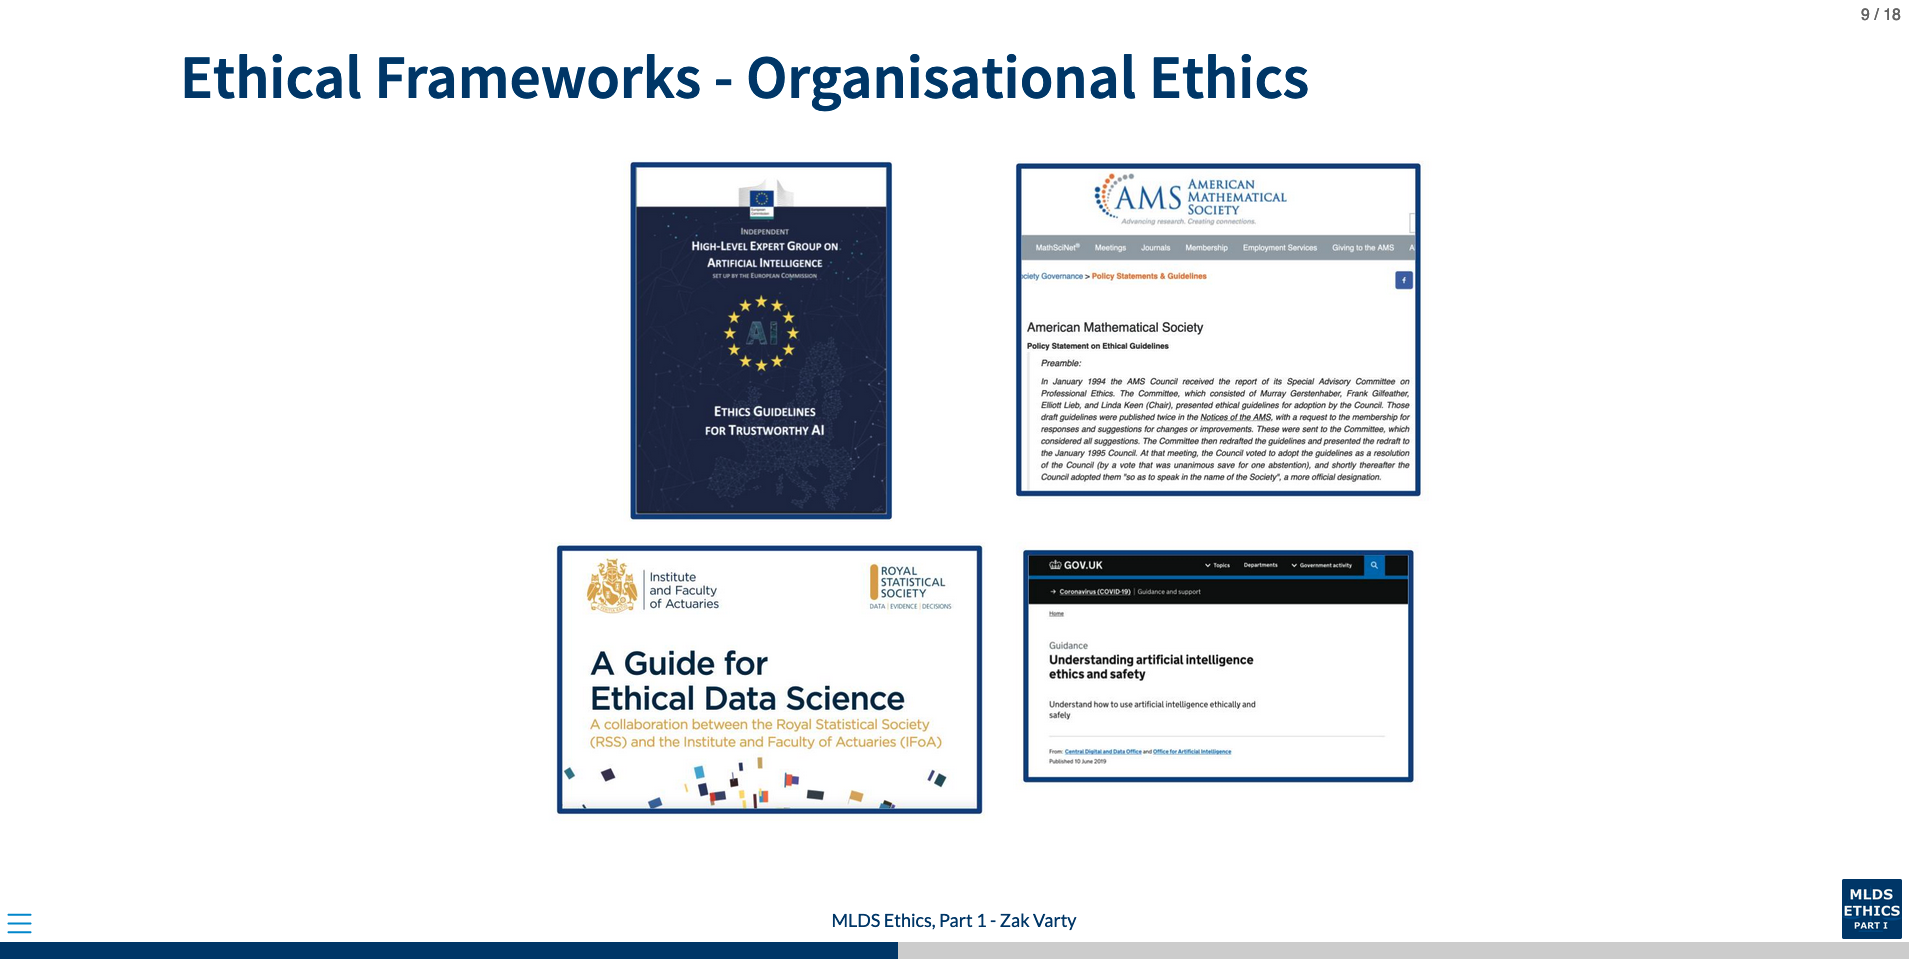 9 / 18
Ethical Frameworks - Organisational Ethics
European
Commission
INDEPENDENT
HIGH-LEVEL EXPERT GROUP ON
ARTIFICIAL INTELLIGENCE
SET UP BY THE EUROPEAN COMMISSION
AI
ETHICS GUIDELINES
FOR TRUSTWORTHY AI
AMS AMERICAN
MATHEMATICAL
SOCIETY
Advancing research. Creating connections.
MathSciNet® Meetings Journals Membership Employment Services Giving to the AMS A
ciety Governance > Policy Statements & Guidelines
f
American Mathematical Society
Policy Statement on Ethical Guidelines
Preamble:
In January 1994 the AMS Council received the report of its Special Advisory Committee on
Professional Ethics. The Committee, which consisted of Murray Gerstenhaber, Frank Gilfeather,
Elliott Lieb, and Linda Keen (Chair), presented ethical guidelines for adoption by the Council. Those
draft guidelines were published twice in the Notices of the AMS, with a request to the membership for
responses and suggestions for changes or improvements. These were sent to the Committee, which
considered all suggestions. The Committee then redrafted the guidelines and presented the redraft to
the January 1995 Council. At that meeting, the Council voted to adopt the guidelines as a resolution
of the Council (by a vote that was unanimous save for one abstention), and shortly thereafter the
Council adopted them "so as to speak in the name of the Society", a more official designation.
Institute
and Faculty
of Actuaries
ROYAL
STATISTICAL
SOCIETY
DATA | EVIDENCE | DECISIONS
A Guide for
Ethical Data Science
A collaboration between the Royal Statistical Society
(RSS) and the Institute and Faculty of Actuaries (IFoA)
GOV.UK Topics Departments Government activity
→ Coronavirus (COVID-19) | Guidance and support
Home
Guidance
Understanding artificial intelligence
ethics and safety
Understand how to use artificial intelligence ethically and
safely
From: Central Digital and Data Office and Office for Artificial Intelligence
Published 10 June 2019
MLDS Ethics, Part 1 - Zak Varty
MLDS
ETHICS
PART I